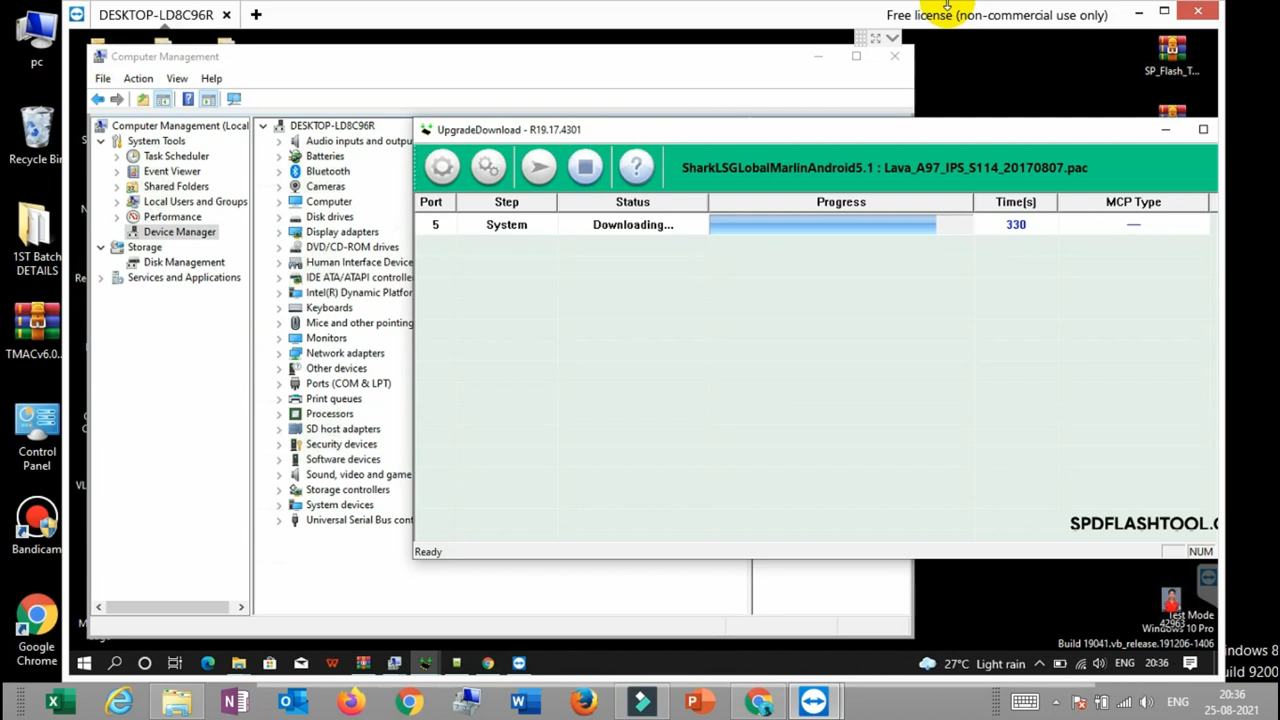 DESKTOP-LD8C96R
Free license (non-commercial use only)
pc
Recycle Bin
1ST Batch
DETAILS
TMACv6.0...
Control
Panel
Bandicam
Google
Chrome
SP_Flash_T...
Computer Management
File Action View Help
Computer Management (Local
System Tools
Task Scheduler
Event Viewer
Shared Folders
Local Users and Groups
Performance
Device Manager
Storage
Disk Management
Services and Applications
DESKTOP-LD8C96R
Audio inputs and outpu
Batteries
Bluetooth
Cameras
Computer
Disk drives
Display adapters
DVD/CD-ROM drives
Human Interface Device
IDE ATA/ATAPI controlle
Intel(R) Dynamic Platfor
Keyboards
Mice and other pointing
Monitors
Network adapters
Other devices
Ports (COM & LPT)
Print queues
Processors
SD host adapters
Security devices
Software devices
Sound, video and game
Storage controllers
System devices
Universal Serial Bus cont
UpgradeDownload - R19.17.4301
SharkLSGLobalMarlinAndroid5.1 : Lava_A97_IPS_S114_20170807.pac
Port Step Status Progress Time(s) MCP Type
5 System Downloading... 330 —
SPDFLASHTOOL.
Ready
NUM
42963
Test Mode
Windows 10 Pro
Build 19041.vb_release.191206-1406
27°C Light rain
ENG
20:36
indows 8
uild 9200
ENG
20:36
25-08-2021